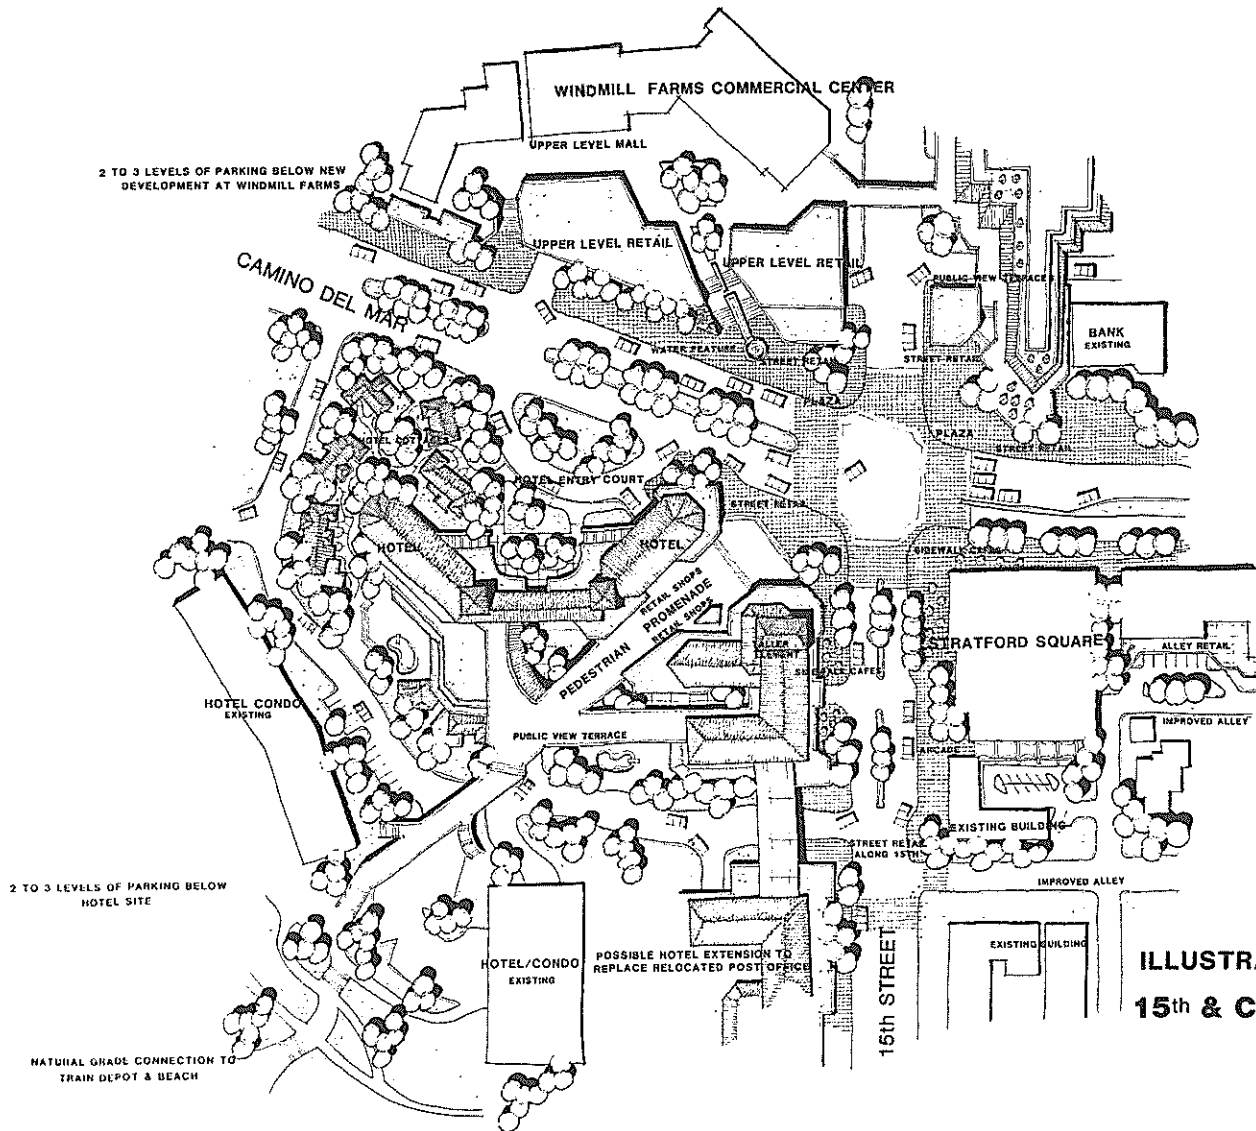 WINDMILL FARMS COMMERCIAL CENTER
UPPER LEVEL MALL
2 TO 3 LEVELS OF PARKING BELOW NEW
DEVELOPMENT AT WINDMILL FARMS
UPPER LEVEL RETAIL
UPPER LEVEL RETAIL
CAMINO DEL MAR
PUBLIC VIEW TERRACES
BANK
EXISTING
WATER FEATURE
STREET RETAIL
STREET RETAIL
PLAZA
PLAZA
STREET RETAIL
HOTEL COTTAGES
HOTEL ENTRY COURT
STREET RETAIL
HOTEL
HOTEL
SIDEWALK CAFES
RETAIL SHOPS
PEDESTRIAN PROMENADE
RETAIL SHOPS
STRATFORD SQUARE
ALLEY RETAIL
SIDEWALK CAFES
HOTEL CONDO
EXISTING
IMPROVED ALLEY
PUBLIC VIEW TERRACE
ARCADE
EXISTING BUILDING
STREET RETAIL
ALONG 15TH
IMPROVED ALLEY
2 TO 3 LEVELS OF PARKING BELOW
HOTEL SITE
EXISTING BUILDING
HOTEL/CONDO
EXISTING
POSSIBLE HOTEL EXTENSION TO
REPLACE RELOCATED POST OFFICE
15th STREET
ILLUSTR
15th & C
NATURAL GRADE CONNECTION TO
TRAIN DEPOT & BEACH